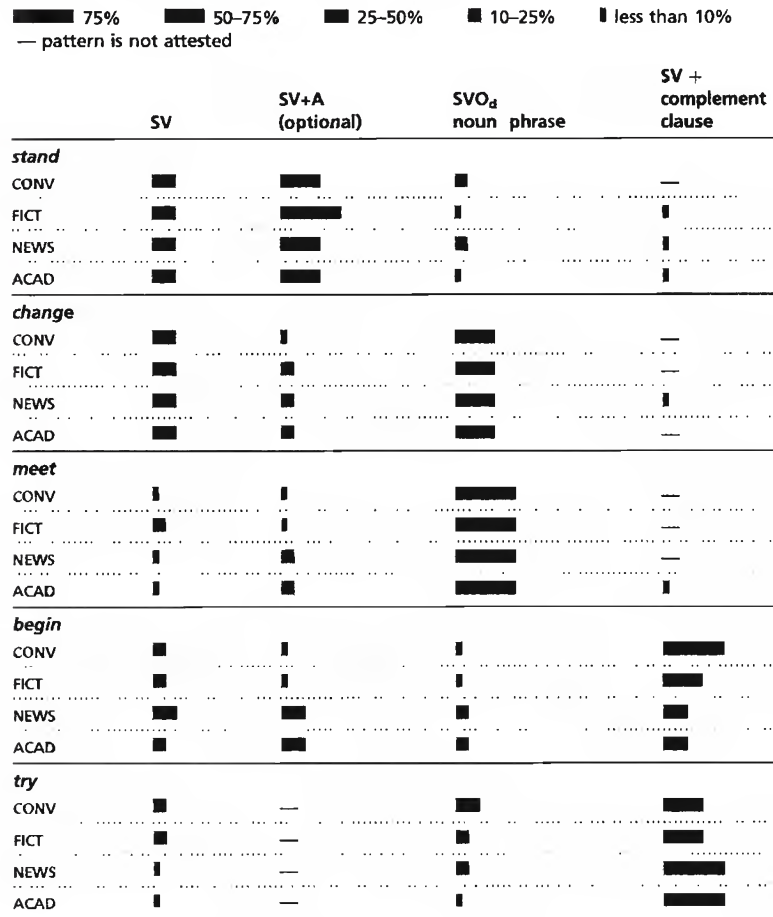 75% 50–75% 25–50% 10–25% less than 10%
— pattern is not attested
SV +
SV+A SVOd complement
SV (optional) noun phrase clause
stand
CONV —
FICT
NEWS
ACAD
change
CONV —
FICT —
NEWS
ACAD —
meet
CONV —
FICT —
NEWS —
ACAD
begin
CONV
FICT
NEWS
ACAD
try
CONV —
FICT —
NEWS —
ACAD —